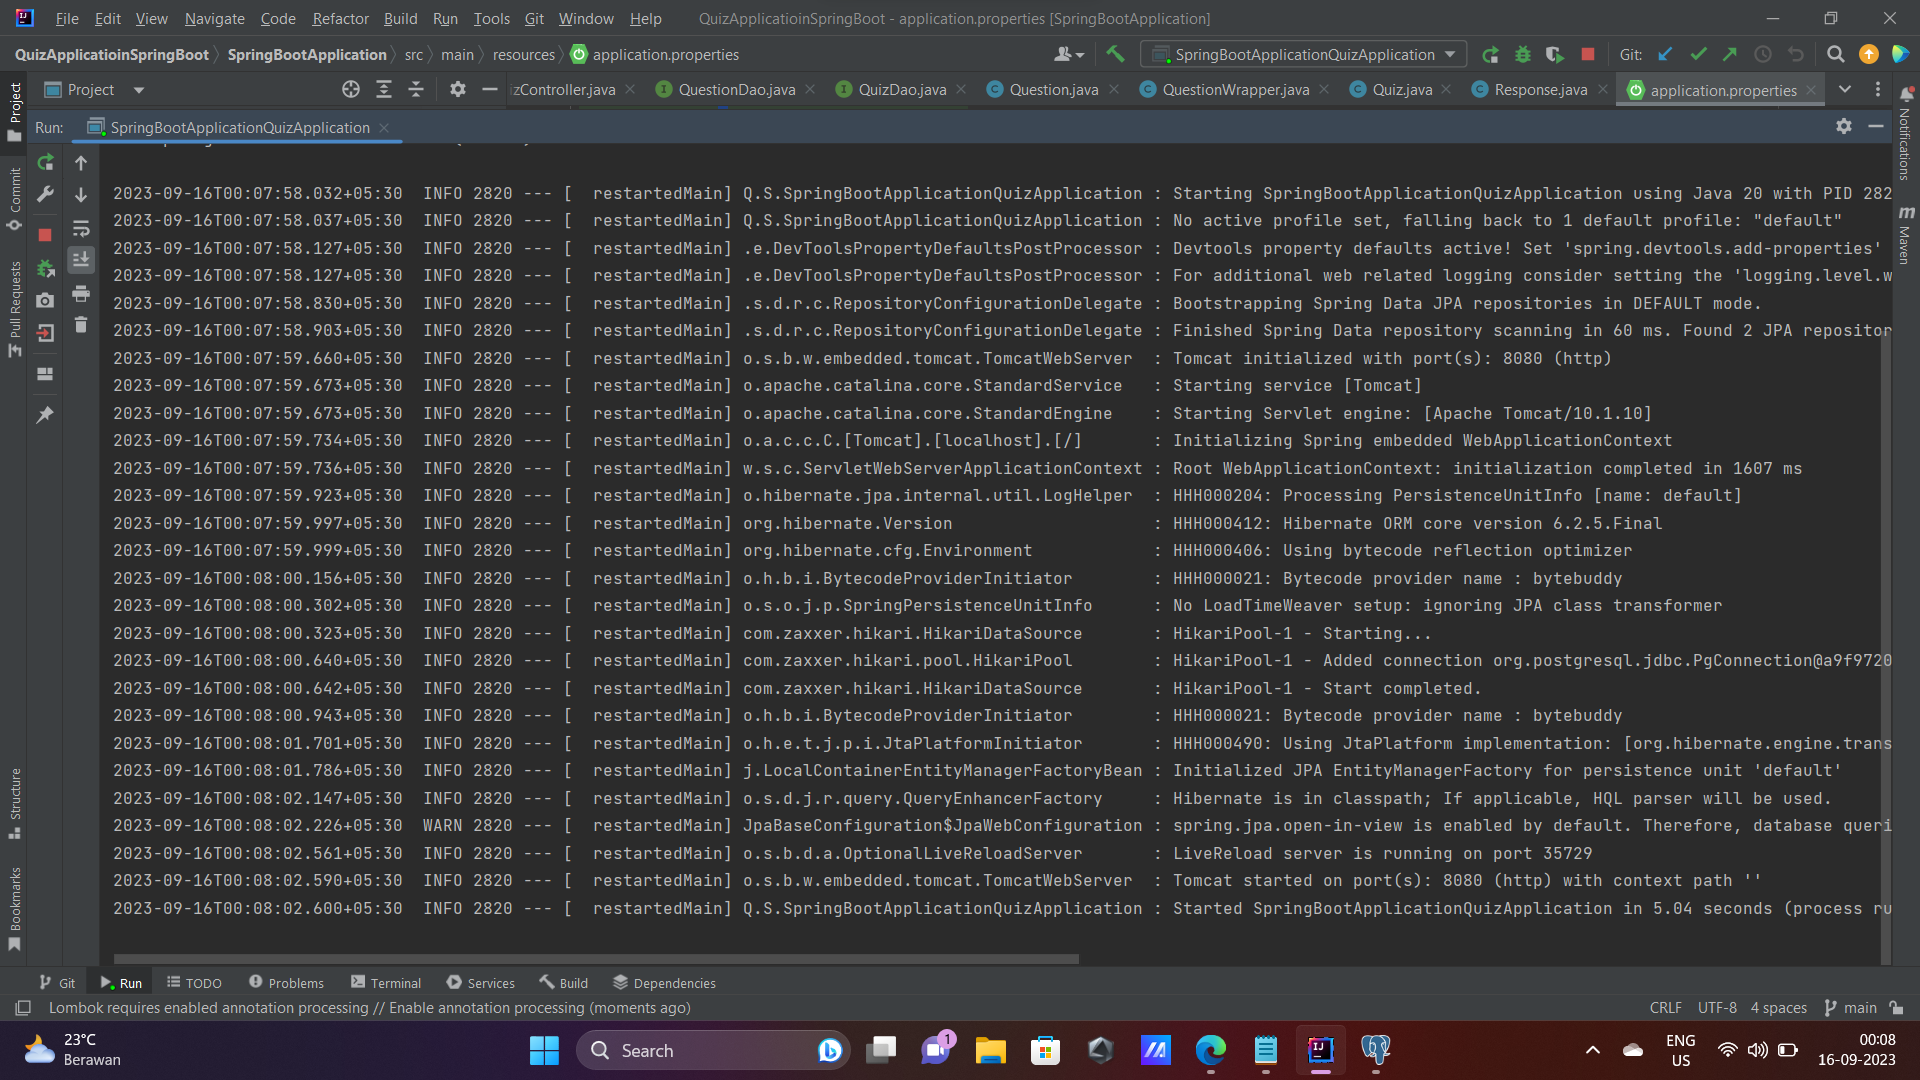 File Edit View Navigate Code Refactor Build Run Tools Git Window Help QuizApplicatioinSpringBoot - application.properties [SpringBootApplication]
QuizApplicatioinSpringBoot SpringBootApplication src main resources application.properties SpringBootApplicationQuizApplication Git:
Project izController.java QuestionDao.java QuizDao.java Question.java QuestionWrapper.java Quiz.java Response.java application.properties
Run: SpringBootApplicationQuizApplication
2023-09-16T00:07:58.032+05:30 INFO 2820 --- [ restartedMain] Q.S.SpringBootApplicationQuizApplication : Starting SpringBootApplicationQuizApplication using Java 20 with PID 282
2023-09-16T00:07:58.037+05:30 INFO 2820 --- [ restartedMain] Q.S.SpringBootApplicationQuizApplication : No active profile set, falling back to 1 default profile: "default"
2023-09-16T00:07:58.127+05:30 INFO 2820 --- [ restartedMain] .e.DevToolsPropertyDefaultsPostProcessor : Devtools property defaults active! Set 'spring.devtools.add-properties'
2023-09-16T00:07:58.127+05:30 INFO 2820 --- [ restartedMain] .e.DevToolsPropertyDefaultsPostProcessor : For additional web related logging consider setting the 'logging.level.w
2023-09-16T00:07:58.830+05:30 INFO 2820 --- [ restartedMain] .s.d.r.c.RepositoryConfigurationDelegate : Bootstrapping Spring Data JPA repositories in DEFAULT mode.
2023-09-16T00:07:58.903+05:30 INFO 2820 --- [ restartedMain] .s.d.r.c.RepositoryConfigurationDelegate : Finished Spring Data repository scanning in 60 ms. Found 2 JPA repositor
2023-09-16T00:07:59.660+05:30 INFO 2820 --- [ restartedMain] o.s.b.w.embedded.tomcat.TomcatWebServer : Tomcat initialized with port(s): 8080 (http)
2023-09-16T00:07:59.673+05:30 INFO 2820 --- [ restartedMain] o.apache.catalina.core.StandardService : Starting service [Tomcat]
2023-09-16T00:07:59.673+05:30 INFO 2820 --- [ restartedMain] o.apache.catalina.core.StandardEngine : Starting Servlet engine: [Apache Tomcat/10.1.10]
2023-09-16T00:07:59.734+05:30 INFO 2820 --- [ restartedMain] o.a.c.c.C.[Tomcat].[localhost].[/] : Initializing Spring embedded WebApplicationContext
2023-09-16T00:07:59.736+05:30 INFO 2820 --- [ restartedMain] w.s.c.ServletWebServerApplicationContext : Root WebApplicationContext: initialization completed in 1607 ms
2023-09-16T00:07:59.923+05:30 INFO 2820 --- [ restartedMain] o.hibernate.jpa.internal.util.LogHelper : HHH000204: Processing PersistenceUnitInfo [name: default]
2023-09-16T00:07:59.997+05:30 INFO 2820 --- [ restartedMain] org.hibernate.Version : HHH000412: Hibernate ORM core version 6.2.5.Final
2023-09-16T00:07:59.999+05:30 INFO 2820 --- [ restartedMain] org.hibernate.cfg.Environment : HHH000406: Using bytecode reflection optimizer
2023-09-16T00:08:00.156+05:30 INFO 2820 --- [ restartedMain] o.h.b.i.BytecodeProviderInitiator : HHH000021: Bytecode provider name : bytebuddy
2023-09-16T00:08:00.302+05:30 INFO 2820 --- [ restartedMain] o.s.o.j.p.SpringPersistenceUnitInfo : No LoadTimeWeaver setup: ignoring JPA class transformer
2023-09-16T00:08:00.323+05:30 INFO 2820 --- [ restartedMain] com.zaxxer.hikari.HikariDataSource : HikariPool-1 - Starting...
2023-09-16T00:08:00.640+05:30 INFO 2820 --- [ restartedMain] com.zaxxer.hikari.pool.HikariPool : HikariPool-1 - Added connection org.postgresql.jdbc.PgConnection@a9f9720
2023-09-16T00:08:00.642+05:30 INFO 2820 --- [ restartedMain] com.zaxxer.hikari.HikariDataSource : HikariPool-1 - Start completed.
2023-09-16T00:08:00.943+05:30 INFO 2820 --- [ restartedMain] o.h.b.i.BytecodeProviderInitiator : HHH000021: Bytecode provider name : bytebuddy
2023-09-16T00:08:01.701+05:30 INFO 2820 --- [ restartedMain] o.h.e.t.j.p.i.JtaPlatformInitiator : HHH000490: Using JtaPlatform implementation: [org.hibernate.engine.trans
2023-09-16T00:08:01.786+05:30 INFO 2820 --- [ restartedMain] j.LocalContainerEntityManagerFactoryBean : Initialized JPA EntityManagerFactory for persistence unit 'default'
2023-09-16T00:08:02.147+05:30 INFO 2820 --- [ restartedMain] o.s.d.j.r.query.QueryEnhancerFactory : Hibernate is in classpath; If applicable, HQL parser will be used.
2023-09-16T00:08:02.226+05:30 WARN 2820 --- [ restartedMain] JpaBaseConfiguration$JpaWebConfiguration : spring.jpa.open-in-view is enabled by default. Therefore, database queri
2023-09-16T00:08:02.561+05:30 INFO 2820 --- [ restartedMain] o.s.b.d.a.OptionalLiveReloadServer : LiveReload server is running on port 35729
2023-09-16T00:08:02.590+05:30 INFO 2820 --- [ restartedMain] o.s.b.w.embedded.tomcat.TomcatWebServer : Tomcat started on port(s): 8080 (http) with context path ''
2023-09-16T00:08:02.600+05:30 INFO 2820 --- [ restartedMain] Q.S.SpringBootApplicationQuizApplication : Started SpringBootApplicationQuizApplication in 5.04 seconds (process ru
Project
Commit
Pull Requests
Structure
Bookmarks
Notifications
m Maven
Git Run TODO Problems Terminal Services Build Dependencies
Lombok requires enabled annotation processing // Enable annotation processing (moments ago) CRLF UTF-8 4 spaces main
23°C
Berawan
Search
1
ENG
US
00:08
16-09-2023